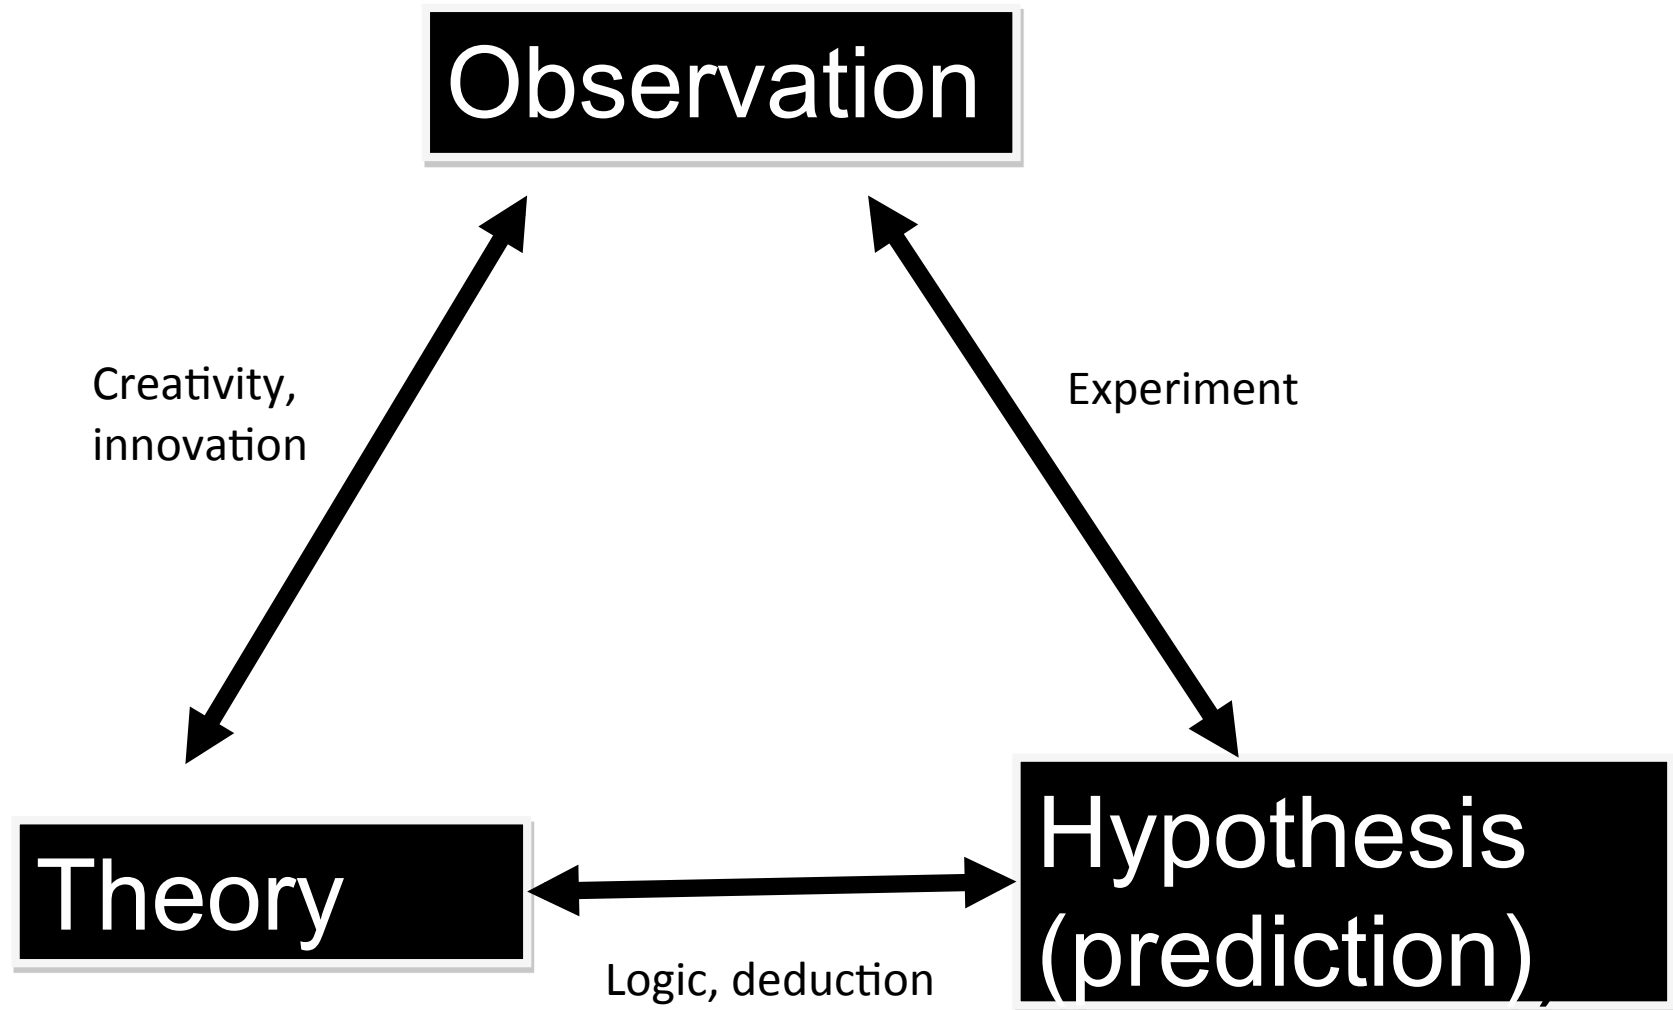 Observation
Creativity,
innovation
Experiment
Theory
Hypothesis
(prediction),
Logic, deduction